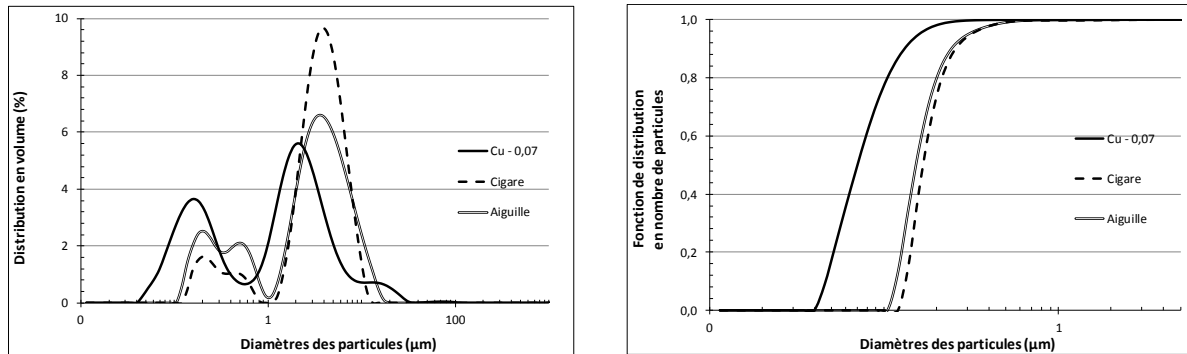 10
8
6
4
2
0
Distribution en volume (%)
Cu - 0,07
Cigare
Aiguille
0
1
100
Diamètres des particules (µm)
1,0
0,8
0,6
0,4
0,2
0,0
Fonction de distribution
en nombre de particules
Cu - 0,07
Cigare
Aiguille
0
1
Diamètres des particules (µm)